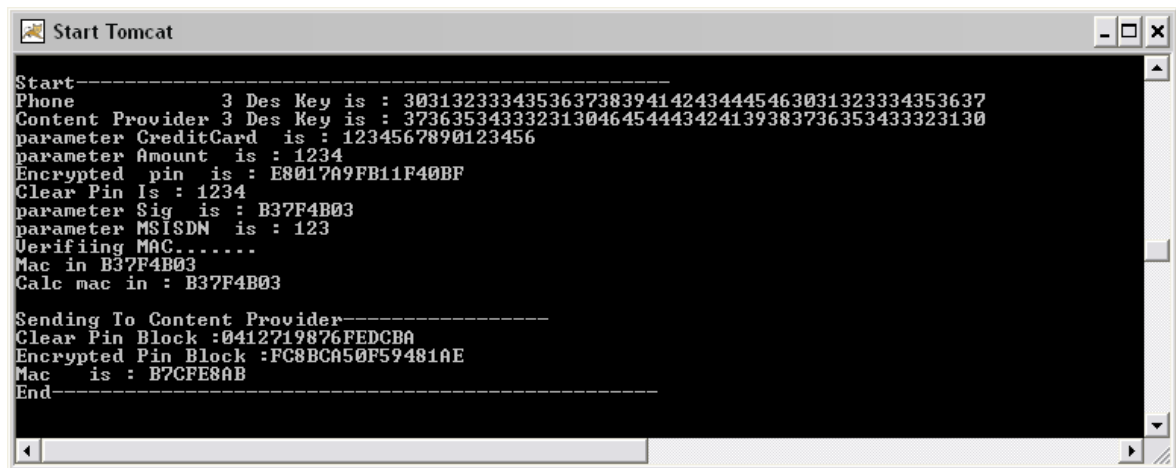 Start Tomcat
Start-------------------------------------------------
Phone            3 Des Key is : 303132333435363738394142434445463031323334353637
Content Provider 3 Des Key is : 373635343332313046454443424139383736353433323130
parameter CreditCard  is : 1234567890123456
parameter Amount  is : 1234
Encrypted  pin  is : E8017A9FB11F40BF
Clear Pin Is : 1234
parameter Sig  is : B37F4B03
parameter MSISDN  is : 123
Verifiing MAC.......
Mac in B37F4B03
Calc mac in : B37F4B03
Sending To Content Provider-----------------
Clear Pin Block :0412719876FEDCBA
Encrypted Pin Block :FC8BCA50F59481AE
Mac   is : B7CFE8AB
End--------------------------------------------------